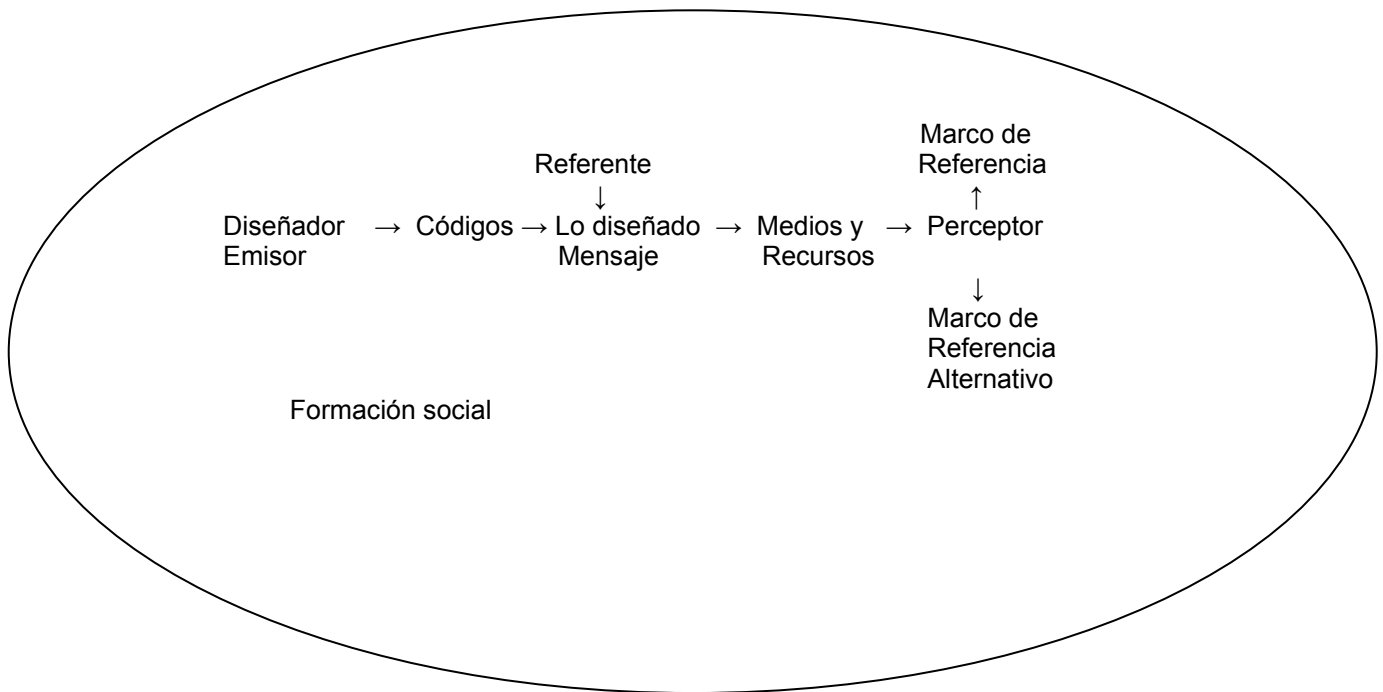 Marco de
Referente Referencia
↓ ↑
Diseñador → Códigos → Lo diseñado → Medios y → Perceptor
Emisor Mensaje Recursos
↓
Marco de
Referencia
Alternativo
Formación social